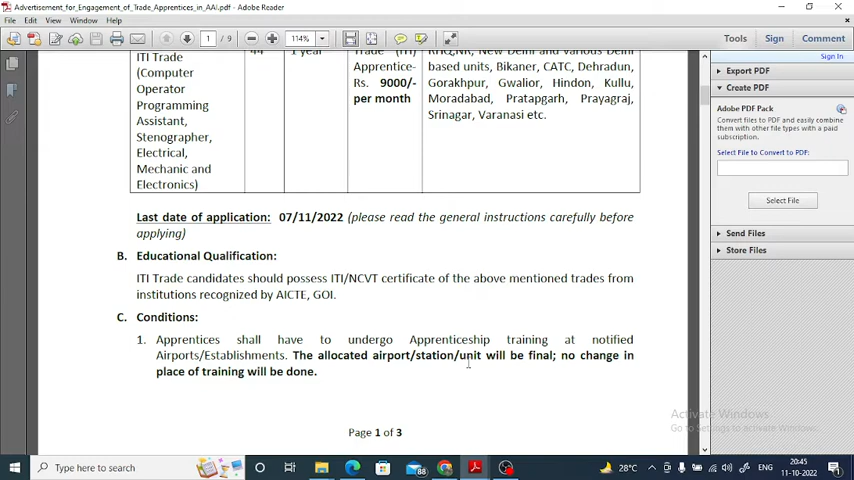 Advertisement_for_Engagement_of_Trade_Apprentices_in_AAI.pdf - Adobe Reader
File Edit View Window Help
1 / 9 114% Tools Sign Comment
Sign In
Export PDF
Create PDF
Adobe PDF Pack
Convert files to PDF and easily combine
them with other file types with a paid
subscription.
Select File to Convert to PDF:
Select File
Send Files
Store Files
ITI Trade 44 1 year Trade (ITI) New Delhi and various Delhi
(Computer Apprentice- based units, Bikaner, CATC, Dehradun,
Operator Rs. 9000/- Gorakhpur, Gwalior, Hindon, Kullu,
Programming per month Moradabad, Pratapgarh, Prayagraj,
Assistant, Srinagar, Varanasi etc.
Stenographer,
Electrical,
Mechanic and
Electronics)
Last date of application: 07/11/2022 (please read the general instructions carefully before
applying)
B. Educational Qualification:
ITI Trade candidates should possess ITI/NCVT certificate of the above mentioned trades from
institutions recognized by AICTE, GOI.
C. Conditions:
1. Apprentices shall have to undergo Apprenticeship training at notified
Airports/Establishments. The allocated airport/station/unit will be final; no change in
place of training will be done.
Page 1 of 3
Activate Windows
Go to Settings to activate Windows.
Type here to search
88
28°C
ENG
20:45
11-10-2022
1